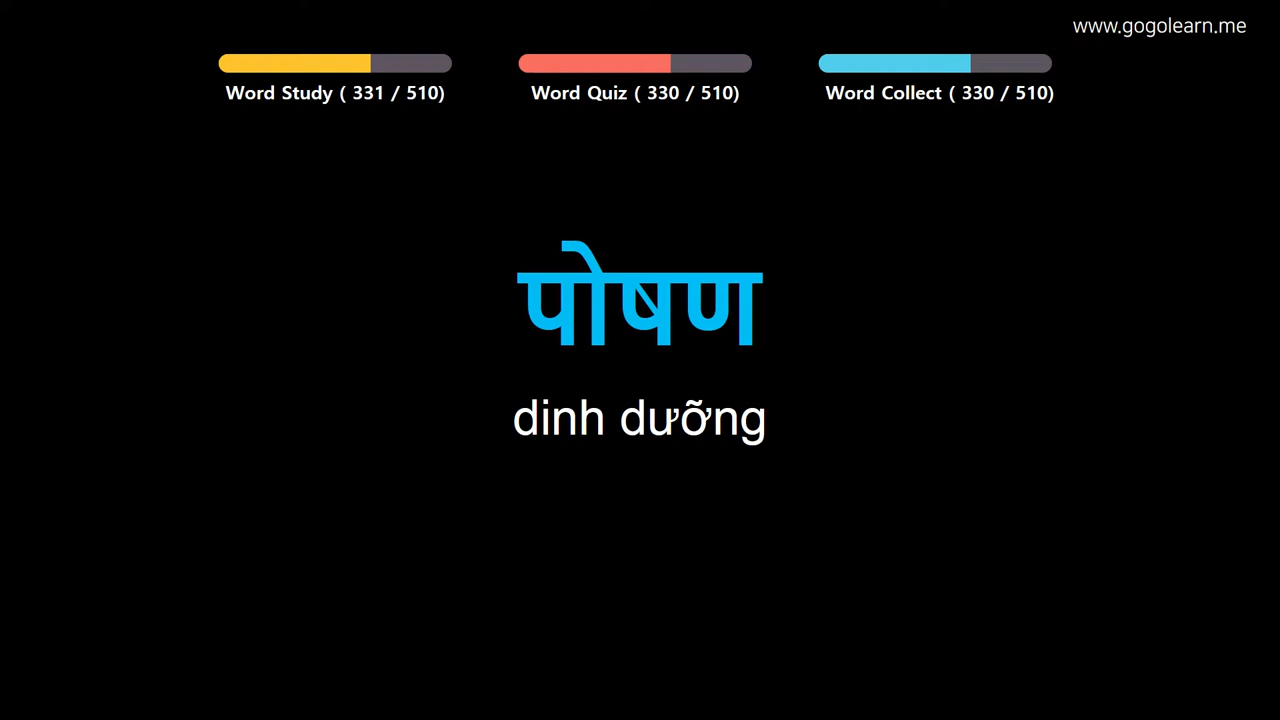 www.gogolearn.me
Word Study ( 331 / 510)
Word Quiz ( 330 / 510)
Word Collect ( 330 / 510)
पोषण
dinh dưỡng